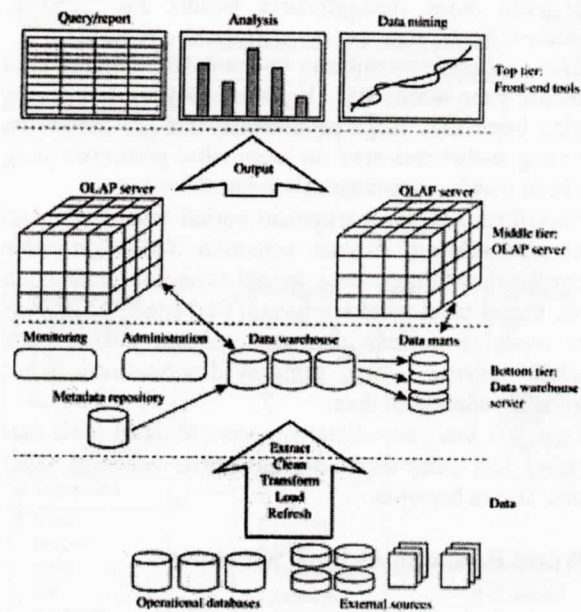 Query/report
Analysis
Data mining
Top tier:
Front-end tools
Output
OLAP server
OLAP server
Middle tier:
OLAP server
Monitoring
Administration
Data warehouse
Data marts
Bottom tier:
Data warehouse
server
Metadata repository
Extract
Clean
Transform
Load
Refresh
Data
Operational databases
External sources